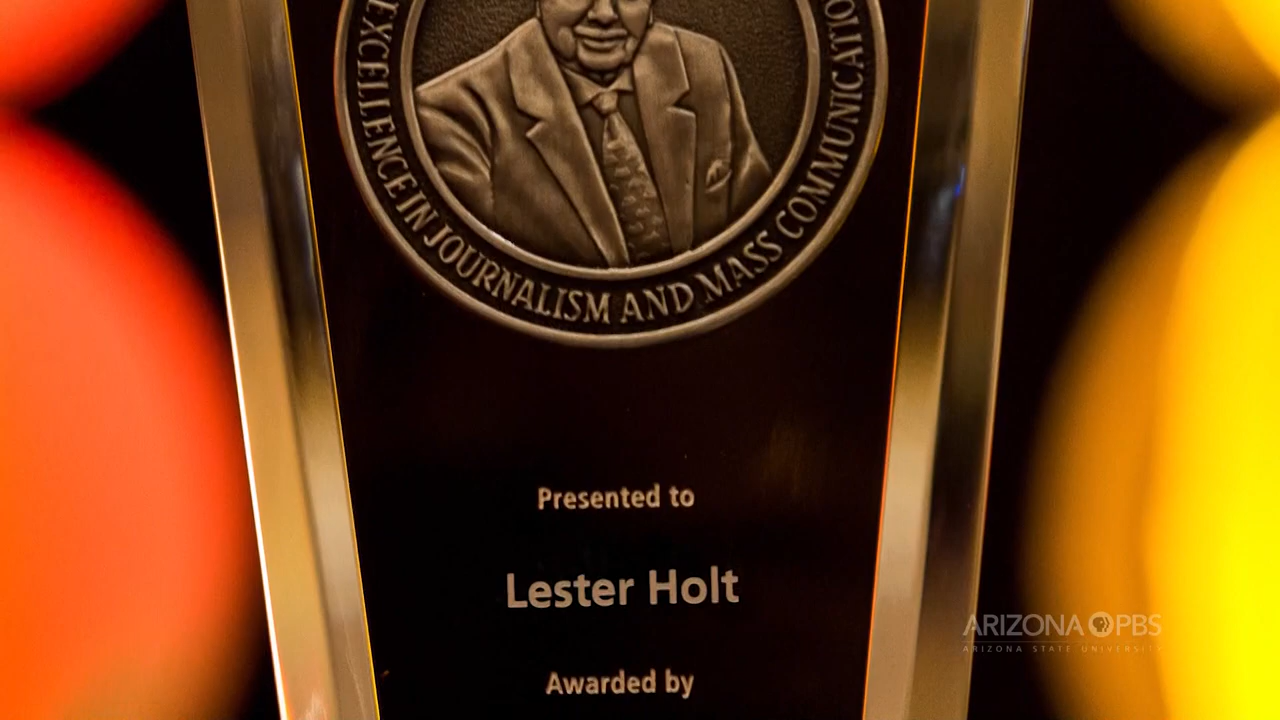 EXCELLENCE IN JOURNALISM AND MASS COMMUNICATIO
Presented to
Lester Holt
Awarded by
ARIZONA PBS
ARIZONA STATE UNIVERSITY